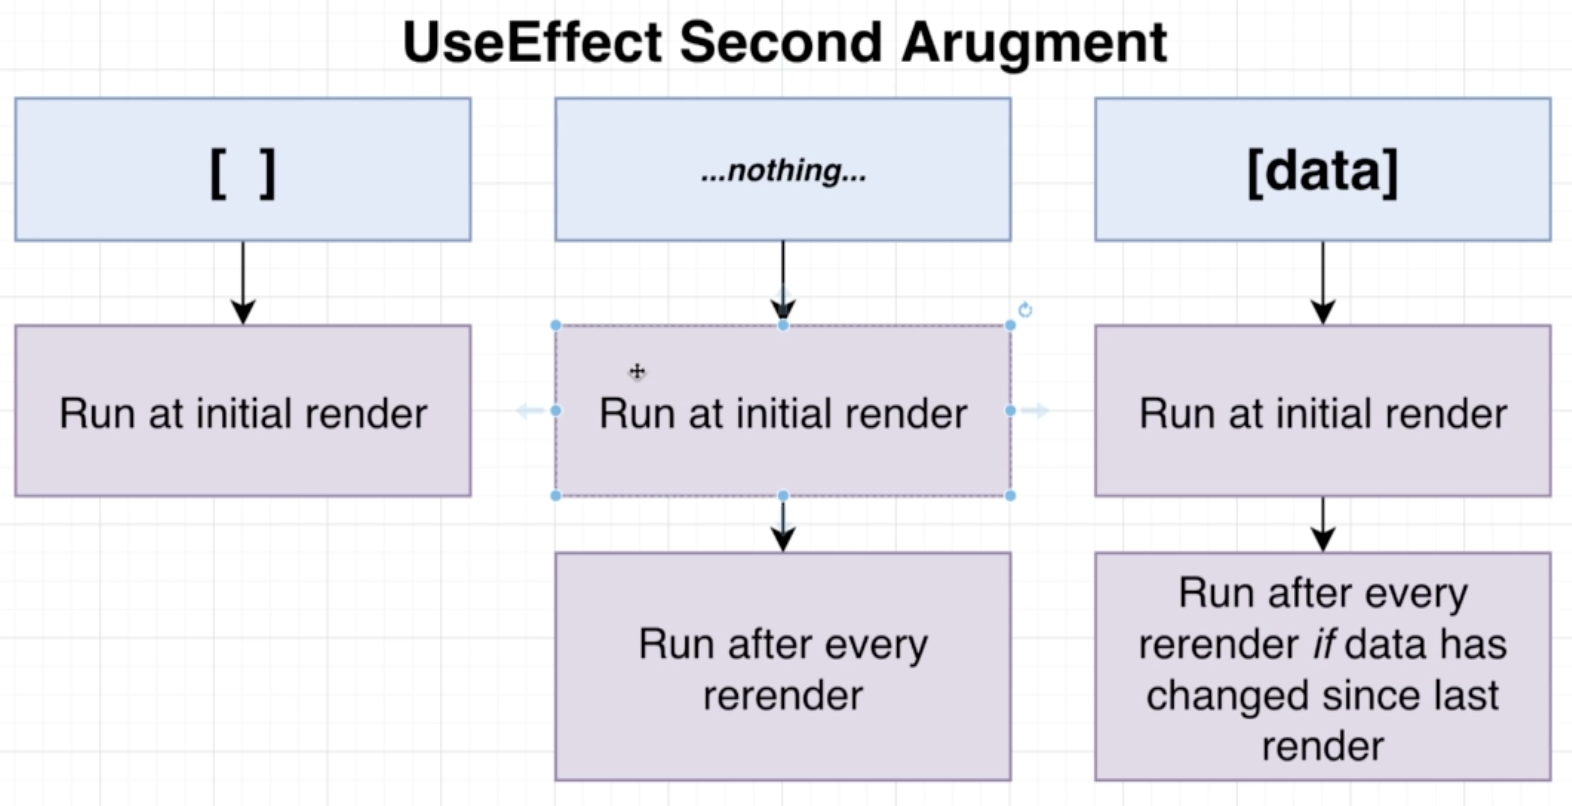 UseEffect Second Arugment
[ ]
...nothing...
[data]
Run at initial render
Run at initial render
Run at initial render
Run after every
rerender
Run after every
rerender if data has
changed since last
render